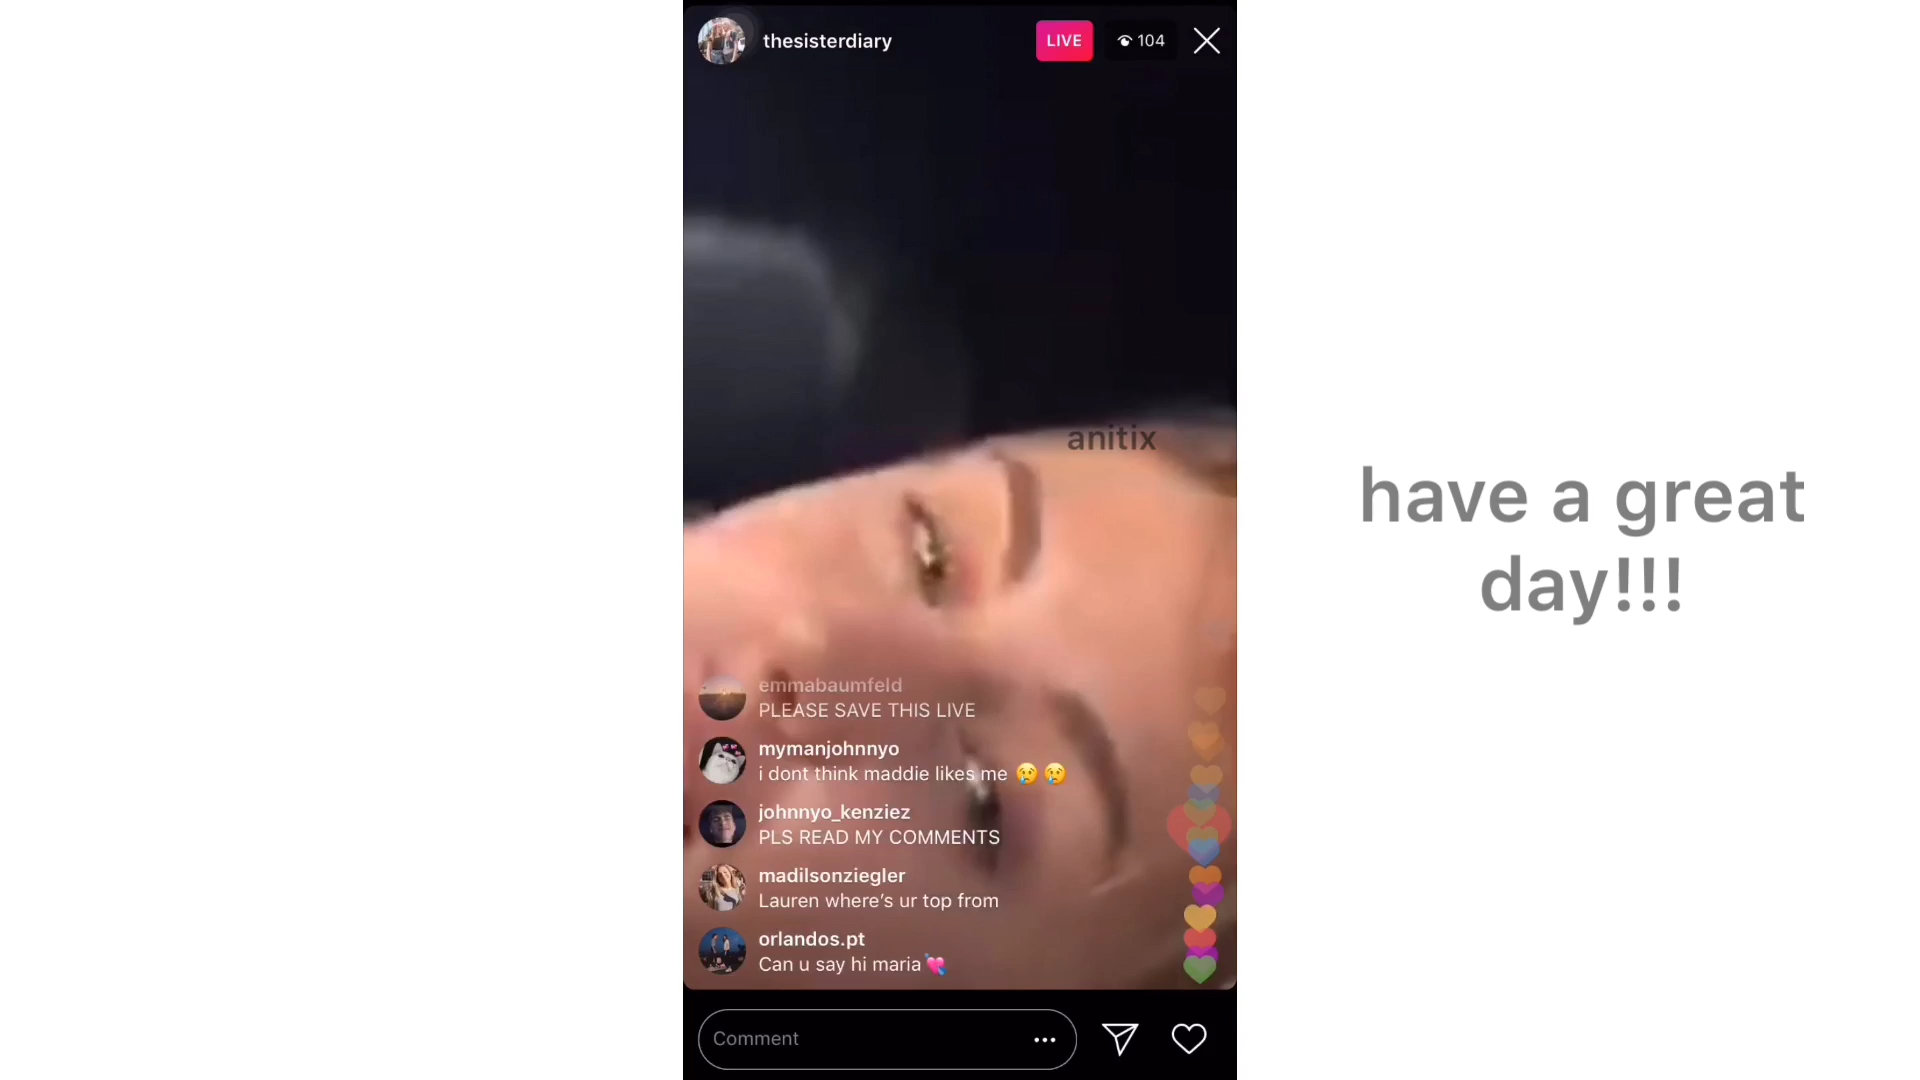 thesisterdiary
LIVE
104
anitix
emmabaumfeld
PLEASE SAVE THIS LIVE
mymanjohnnyo
i dont think maddie likes me 😢 😢
johnnyo_kenziez
PLS READ MY COMMENTS
madilsonziegler
Lauren where’s ur top from
orlandos.pt
Can u say hi maria💘
Comment
have a great
day!!!